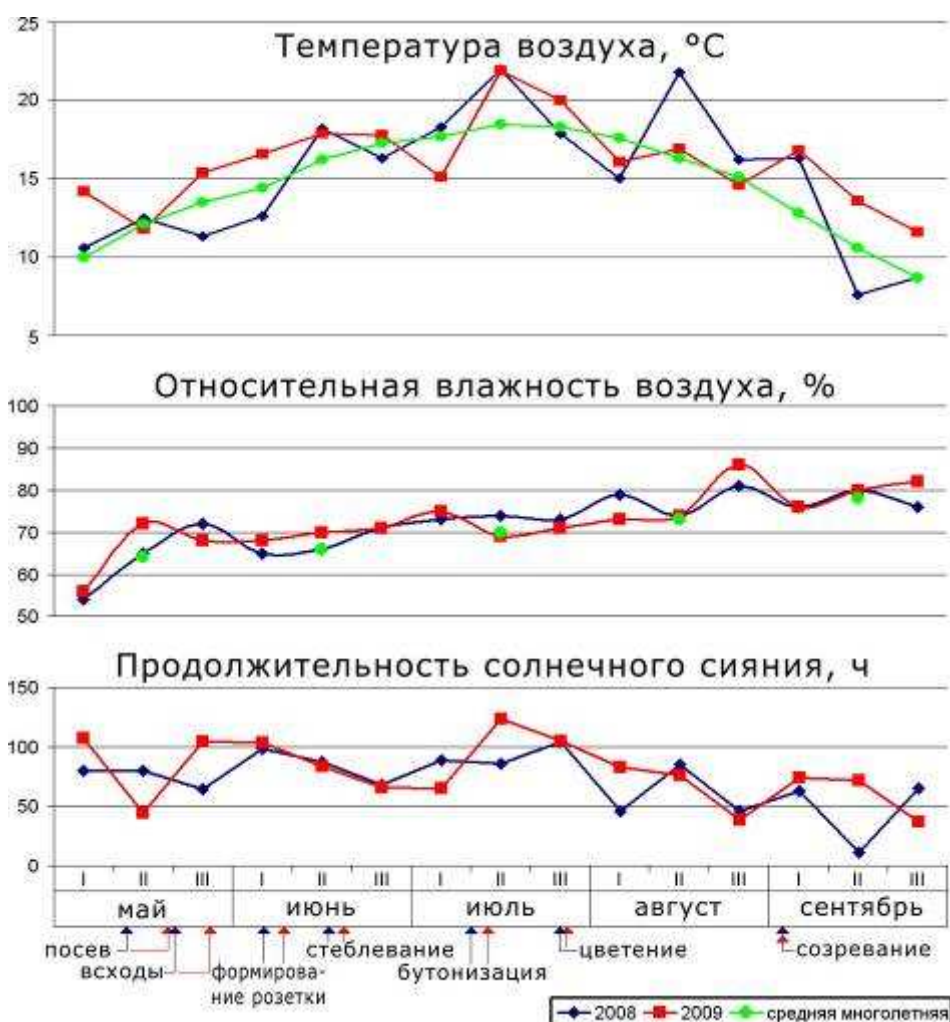 Температура воздуха, °C
25
20
15
10
5
Относительная влажность воздуха, %
100
90
80
70
60
50
Продолжительность солнечного сияния, ч
150
100
50
0
I II III I II III I II III I II III I II III
май июнь июль август сентябрь
посев стеблевание цветение созревание
всходы формирова- бутонизация
ние розетки
2008 2009 средняя многолетняя